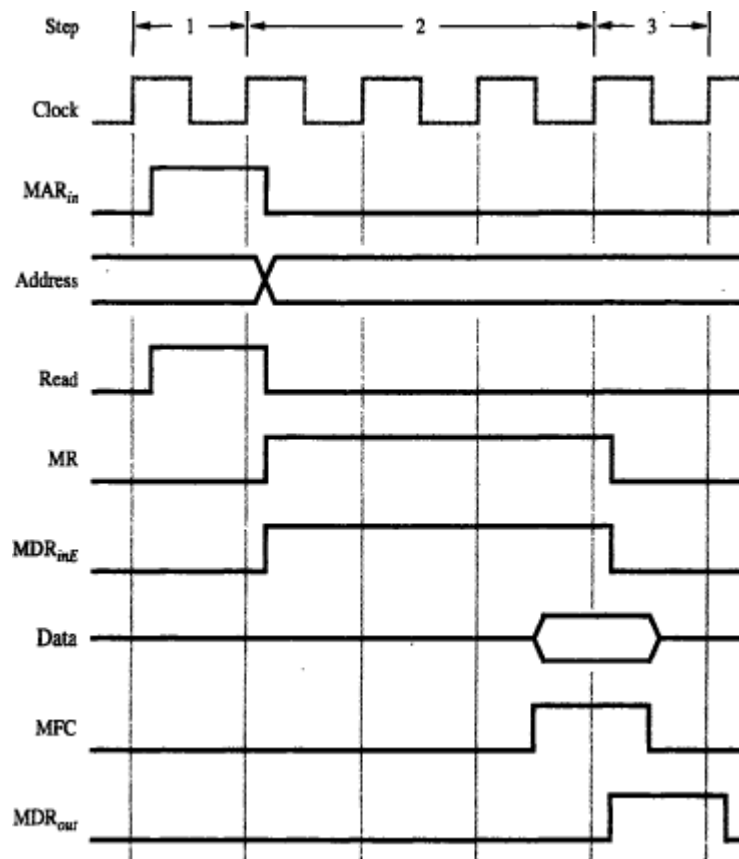 Step 1 2 3
Clock
MARin
Address
Read
MR
MDRinE
Data
MFC
MDRout